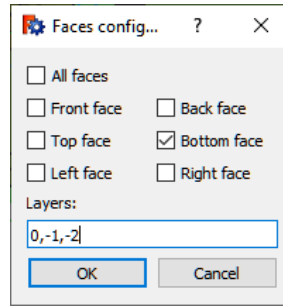 Faces config... ? ×
All faces
Front face Back face
Top face Bottom face
Left face Right face
Layers:
0,-1,-2
OK Cancel